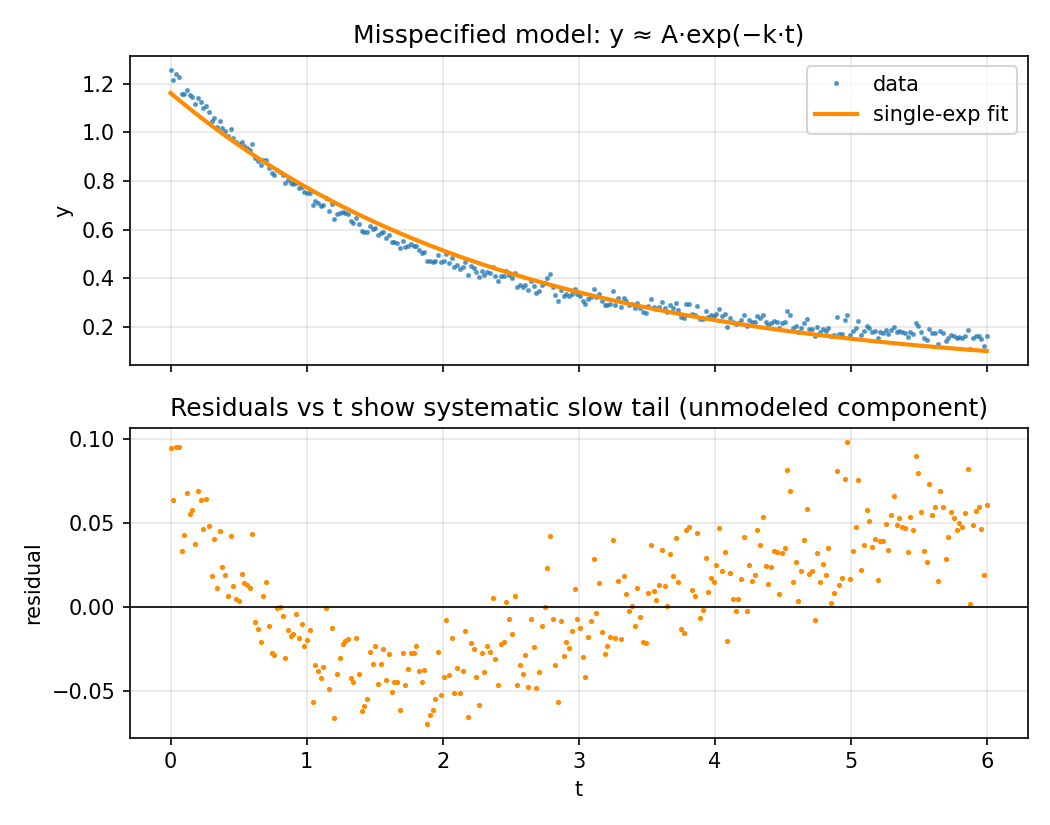 Misspecified model: y ≈ A·exp(−k·t)
1.2
1.0
0.8
0.6
0.4
0.2
y
data
single-exp fit
Residuals vs t show systematic slow tail (unmodeled component)
0.10
0.05
0.00
−0.05
residual
0 1 2 3 4 5 6
t